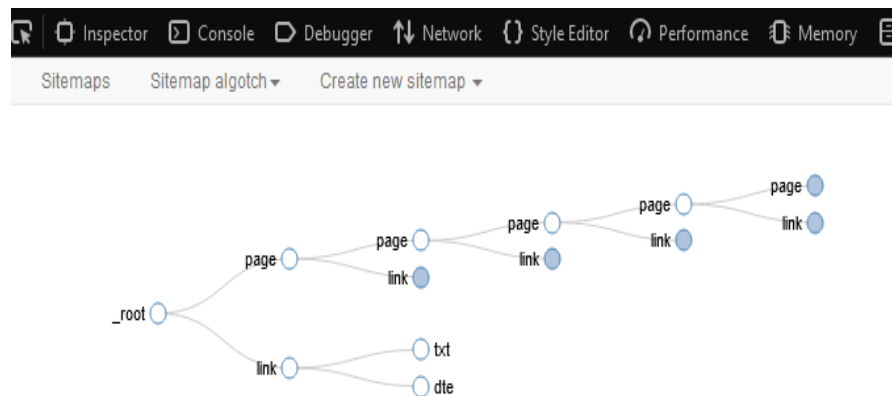 Inspector Console Debugger Network {} Style Editor Performance Memory
Sitemaps Sitemap algotch Create new sitemap
page
link
page
link
page
link
page
link
page
link
_root
link
txt
dte